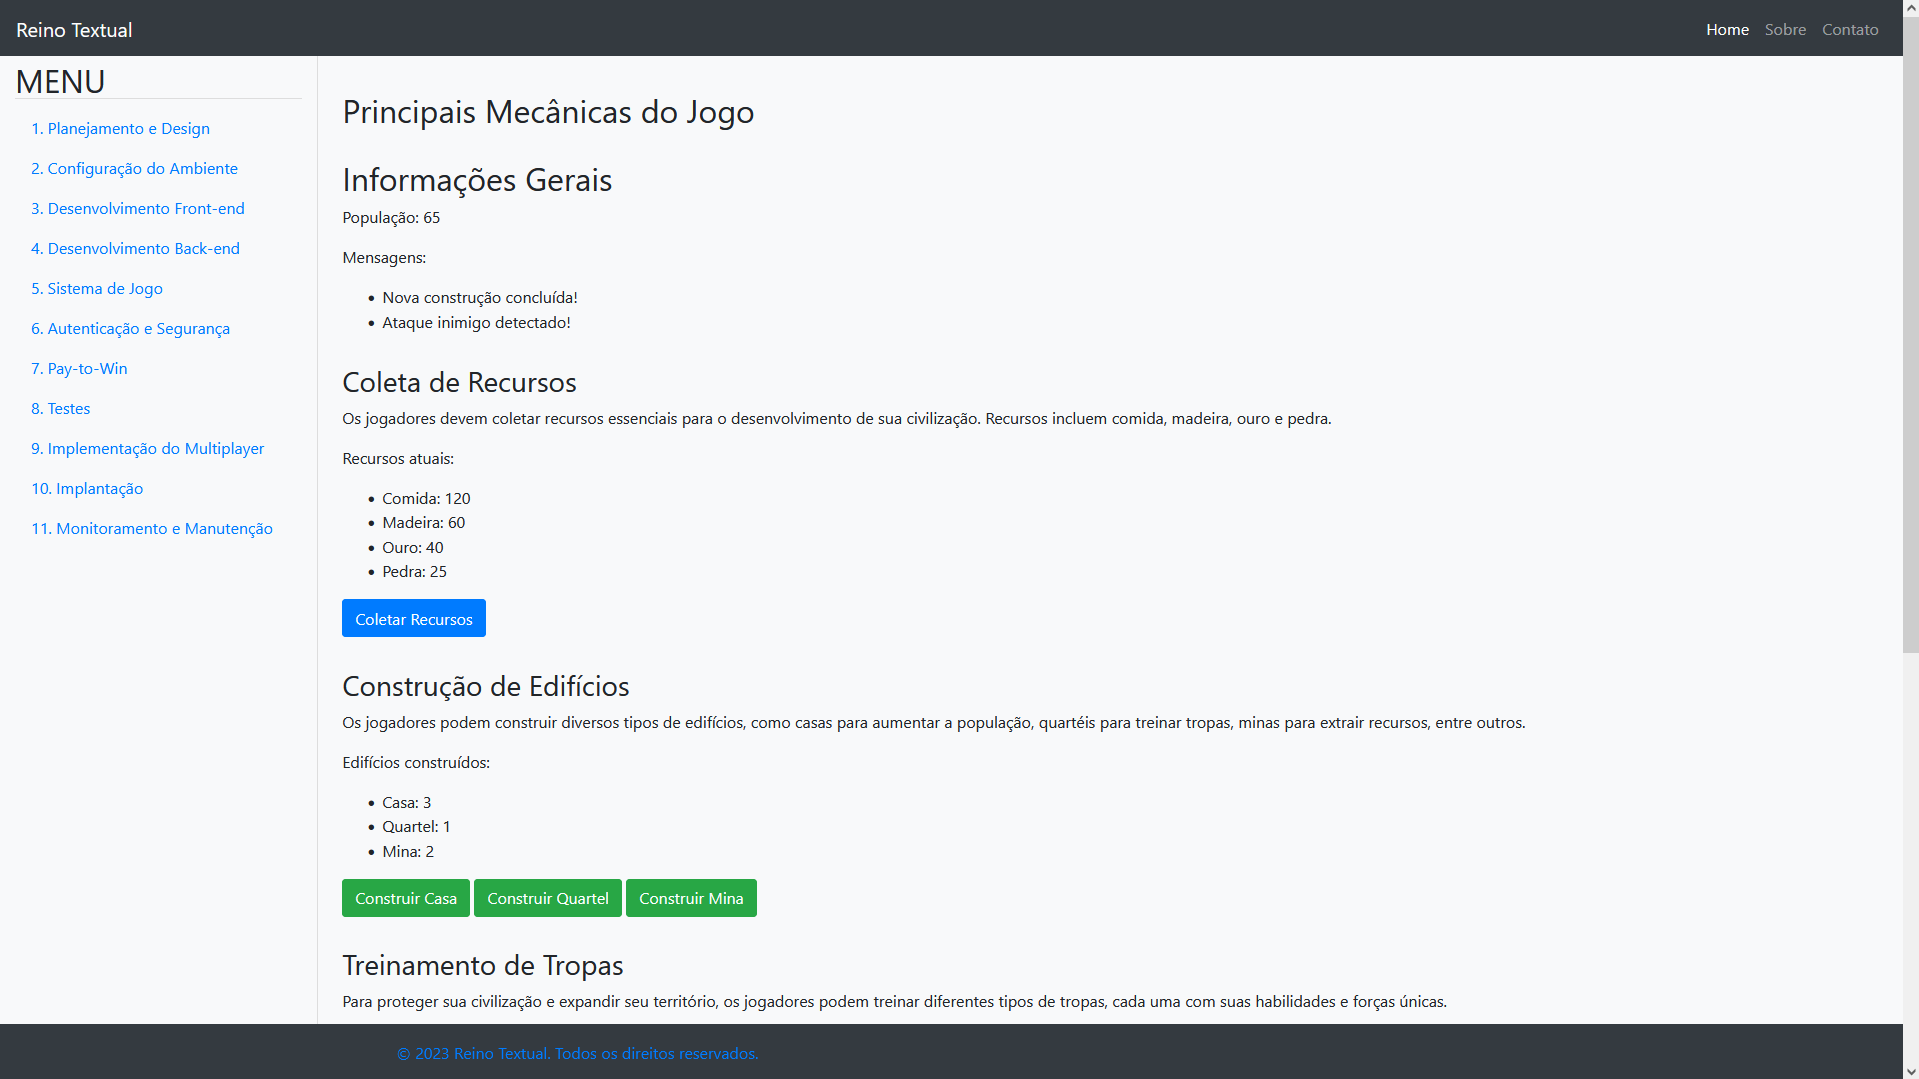 Reino Textual
Home Sobre Contato
MENU
1. Planejamento e Design
2. Configuração do Ambiente
3. Desenvolvimento Front-end
4. Desenvolvimento Back-end
5. Sistema de Jogo
6. Autenticação e Segurança
7. Pay-to-Win
8. Testes
9. Implementação do Multiplayer
10. Implantação
11. Monitoramento e Manutenção
Principais Mecânicas do Jogo
Informações Gerais
População: 65
Mensagens:
• Nova construção concluída!
• Ataque inimigo detectado!
Coleta de Recursos
Os jogadores devem coletar recursos essenciais para o desenvolvimento de sua civilização. Recursos incluem comida, madeira, ouro e pedra.
Recursos atuais:
• Comida: 120
• Madeira: 60
• Ouro: 40
• Pedra: 25
Coletar Recursos
Construção de Edifícios
Os jogadores podem construir diversos tipos de edifícios, como casas para aumentar a população, quartéis para treinar tropas, minas para extrair recursos, entre outros.
Edifícios construídos:
• Casa: 3
• Quartel: 1
• Mina: 2
Construir Casa Construir Quartel Construir Mina
Treinamento de Tropas
Para proteger sua civilização e expandir seu território, os jogadores podem treinar diferentes tipos de tropas, cada uma com suas habilidades e forças únicas.
© 2023 Reino Textual. Todos os direitos reservados.